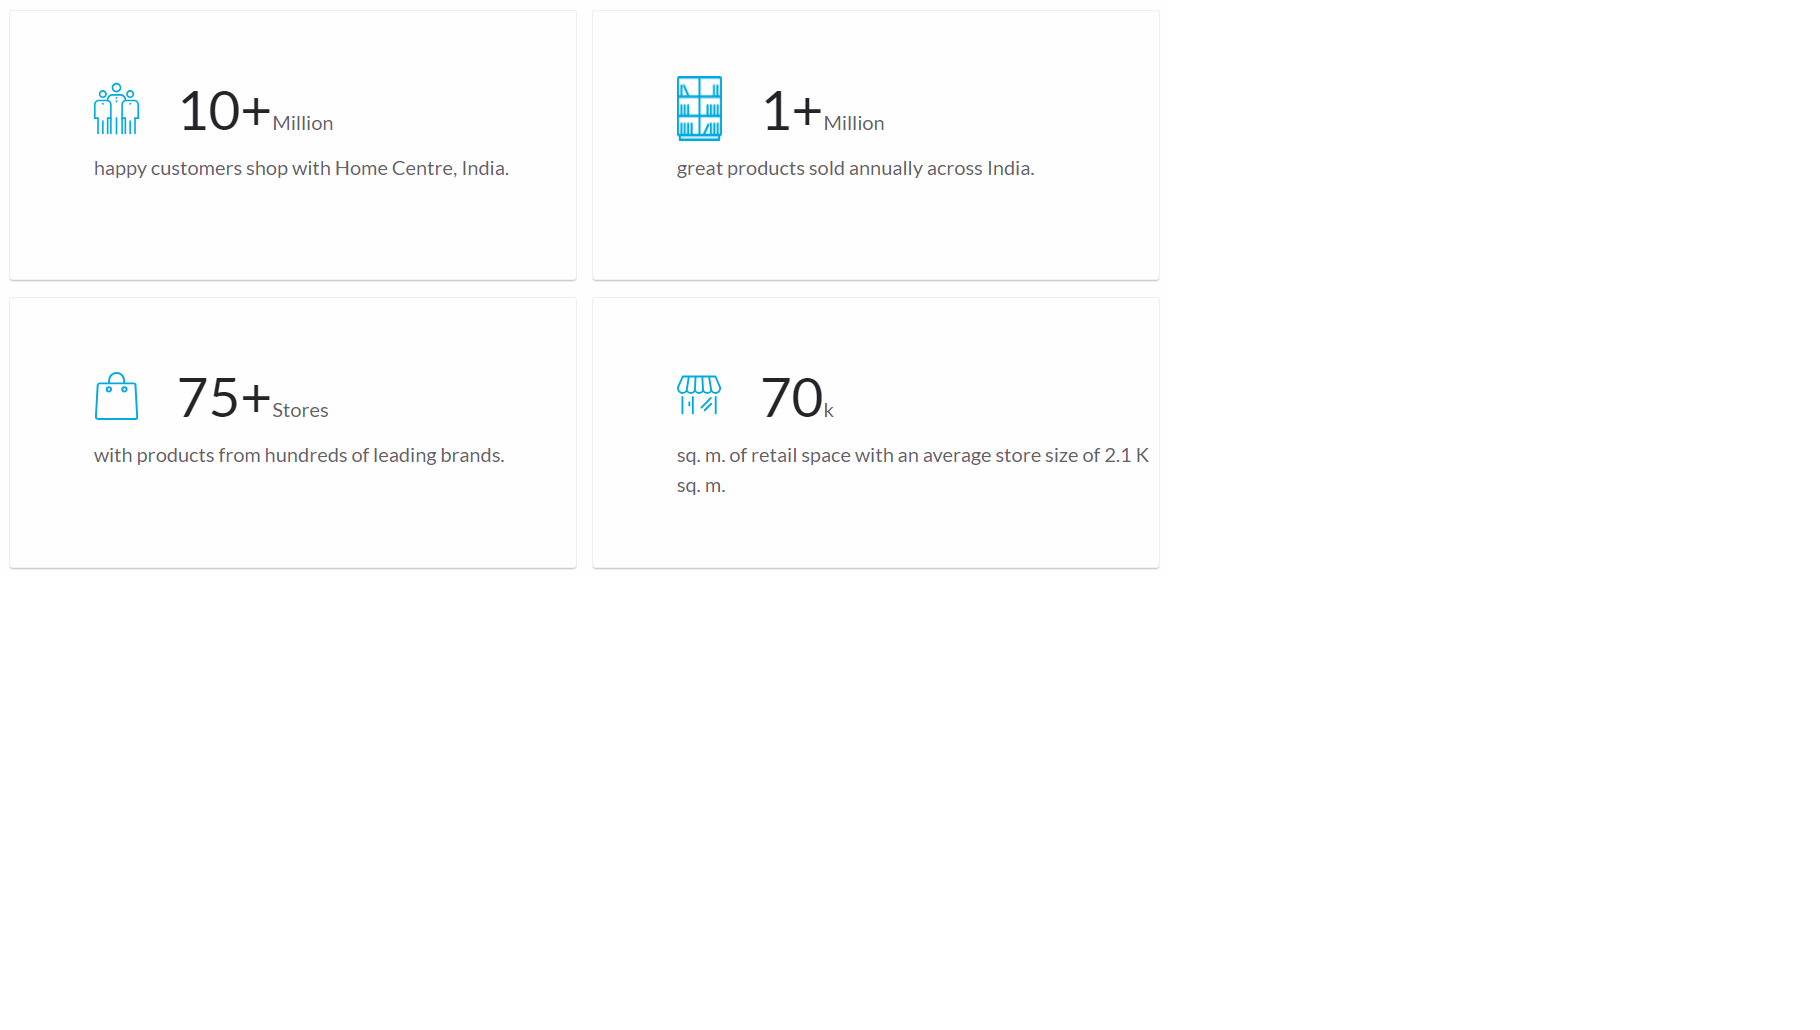 10+Million
happy customers shop with Home Centre, India.
1+Million
great products sold annually across India.
75+Stores
with products from hundreds of leading brands.
70k
sq. m. of retail space with an average store size of 2.1 K
sq. m.